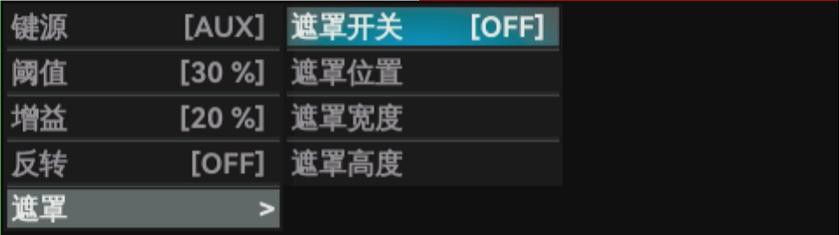 键源 [AUX] 遮罩开关 [OFF]
阈值 [30 %] 遮罩位置
增益 [20 %] 遮罩宽度
反转 [OFF] 遮罩高度
遮罩 >